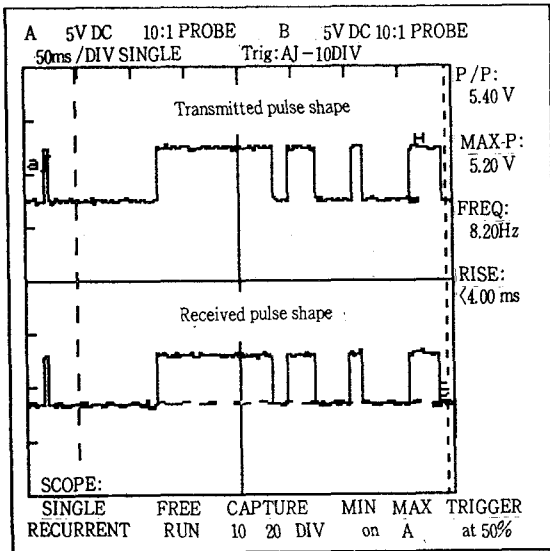 A 5V DC 10:1 PROBE B 5V DC 10:1 PROBE
50ms /DIV SINGLE Trig:AJ-10DIV
P/P:
5.40 V
Transmitted pulse shape
MAX-P:
5.20 V
a
H
FREQ:
8.20Hz
RISE:
<4.00 ms
Received pulse shape
SCOPE:
SINGLE FREE CAPTURE MIN MAX TRIGGER
RECURRENT RUN 10 20 DIV on A at 50%